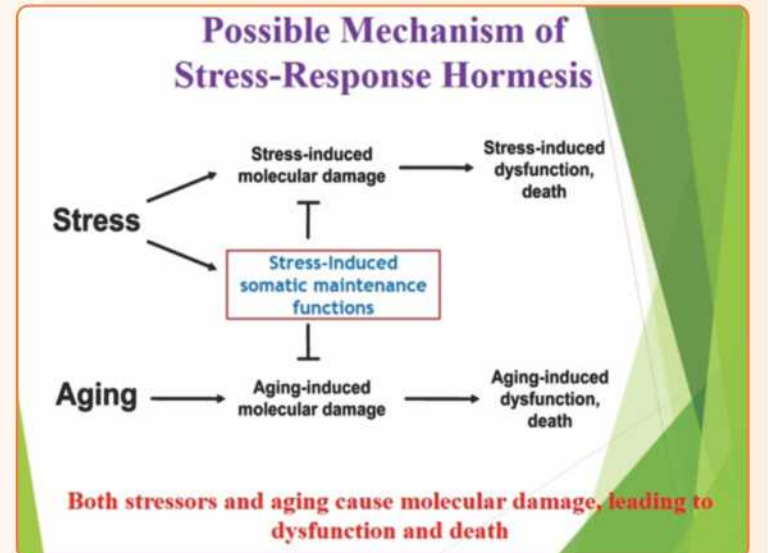 Possible Mechanism of
Stress-Response Hormesis
Stress-induced
molecular damage
Stress-induced
dysfunction,
death
Stress
Stress-Induced
somatic maintenance
functions
Aging
Aging-induced
molecular damage
Aging-induced
dysfunction,
death
Both stressors and aging cause molecular damage, leading to
dysfunction and death